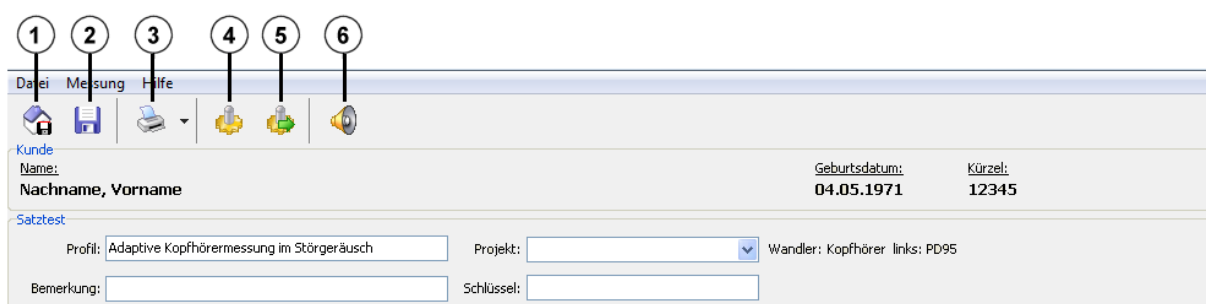 1 2 3 4 5 6
Datei Messung Hilfe
Kunde
Name: Geburtsdatum: Kürzel:
Nachname, Vorname 04.05.1971 12345
Satztest
Profil: Adaptive Kopfhörermessung im Störgeräusch Projekt: Wandler: Kopfhörer links: PD95
Bemerkung: Schlüssel: